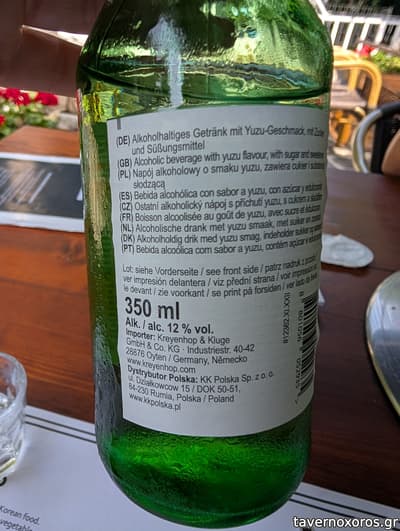 (DE) Alkoholhaltiges Getränk mit Yuzu-Geschmack, mit Zucker
und Süßungsmittel
(GB) Alcoholic beverage with yuzu flavour, with sugar and sweetener
(PL) Napój alkoholowy o smaku yuzu, zawiera cukier i substancję
słodzącą
(ES) Bebida alcohólica con sabor a yuzu, con azúcar y edulcorante
(CZ) Ostatní alkoholický nápoj s příchutí yuzu, s cukrem a
(FR) Boisson alcoolisée au goût de yuzu, avec sucre et édulcorant
(NL) Alcoholische drank met yuzu smaak, met suiker en
(DK) Alkoholholdig drik med yuzu smag, indeholder sukker og
(PT) Bebida alcoólica com sabor a yuzu, contém açúcar e
Lot: siehe Vorderseite / see front side / patrz nadruk z przodu /
ver impresión delantera / viz přední strana / voir impression sur
le devant / zie voorkant / se print på forsiden / ver lado da
350 ml
Alk. / alc. 12 % vol.
Importer: Kreyenhop & Kluge
GmbH & Co. KG · Industriestr. 40-42
28876 Oyten / Germany, Německo
www.kreyenhop.com
Dystrybutor Polska: KK Polska Sp. z o. o.
ul. Działkowcow 15 / DOK 50-51,
84-230 Rumia, Polska / Poland
www.kkpolska.pl
#12362.XI.XXII
Korean food.
vegetable
tavernoxoros.gr